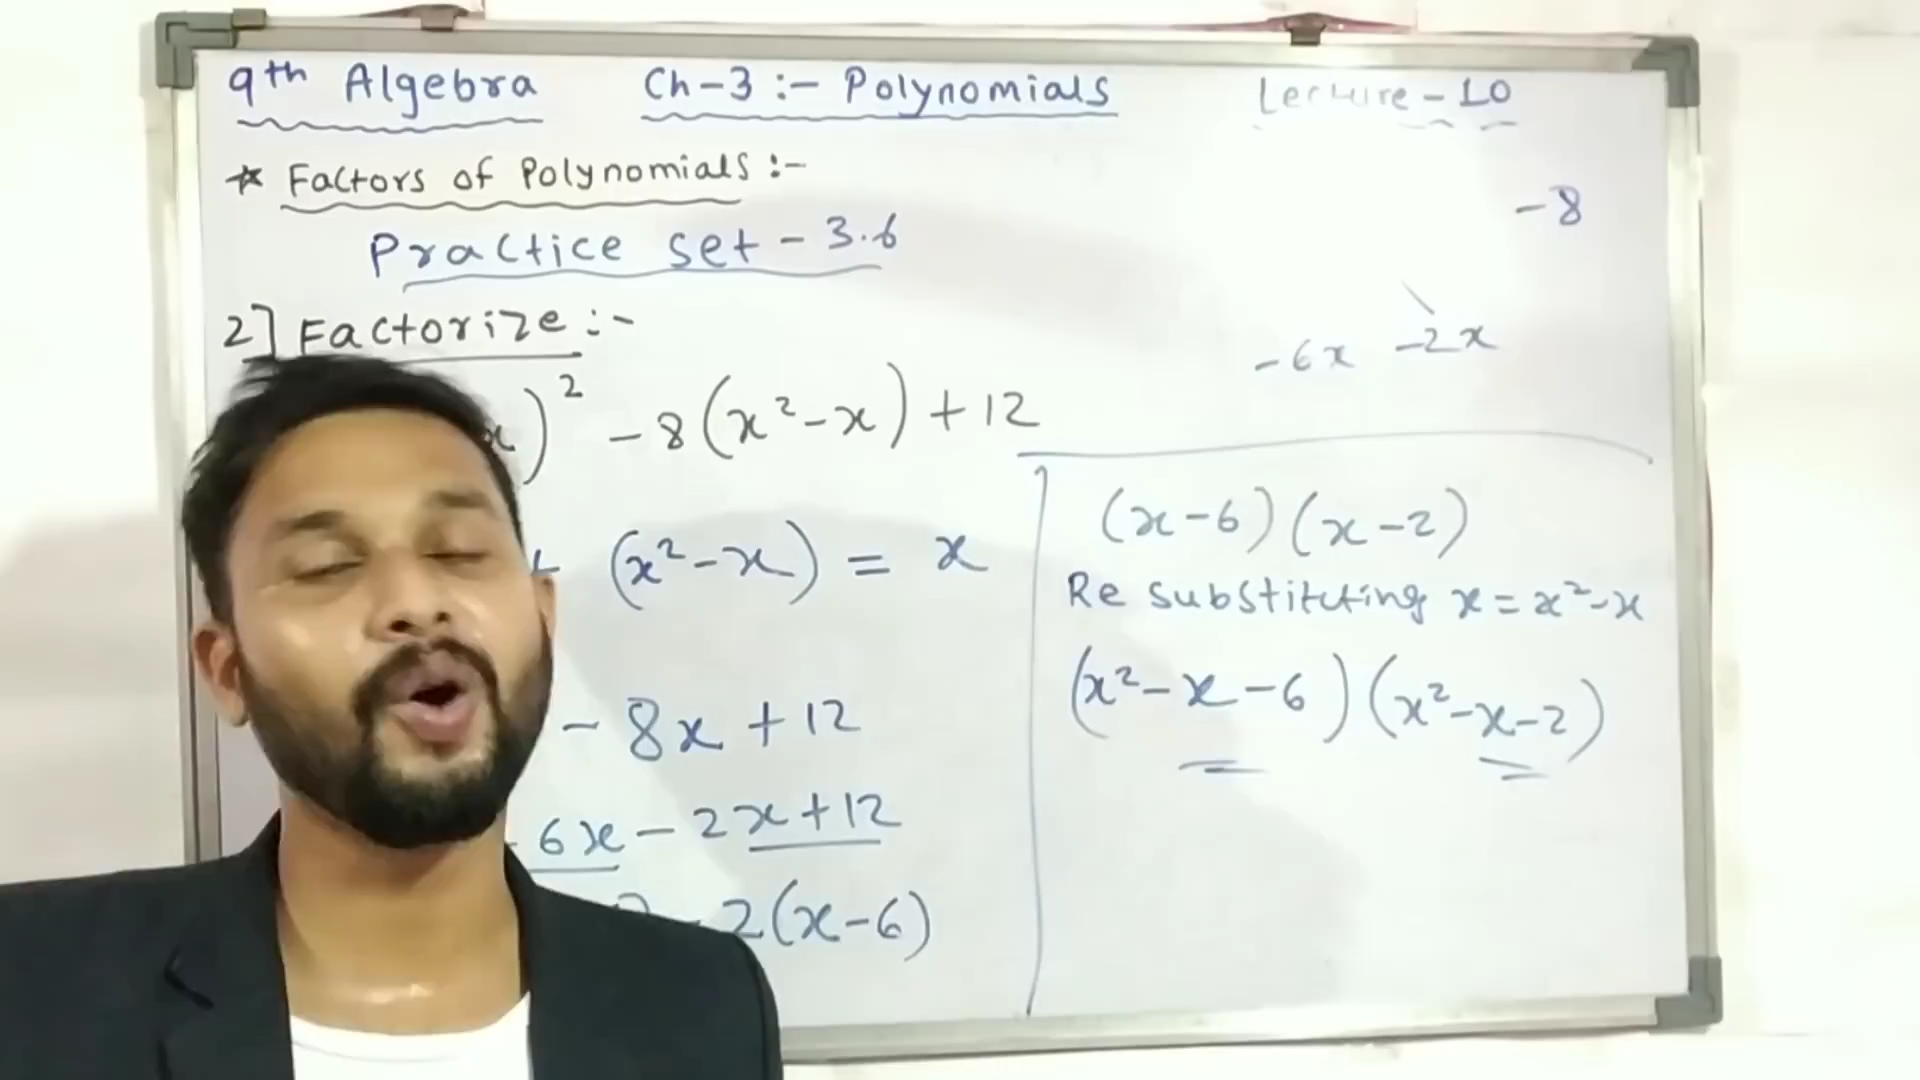 9th Algebra Ch-3 :- Polynomials Lecture - 10
* Factors of Polynomials :-
Practice set - 3.6
2] Factorize :-
x)² - 8(x²-x) + 12
(x²-x) = x
- 8x + 12
6x - 2x + 12
- 2(x-6)
-8
-6x -2x
(x-6)(x-2)
Re substituting x = x²-x
(x²-x-6)(x²-x-2)